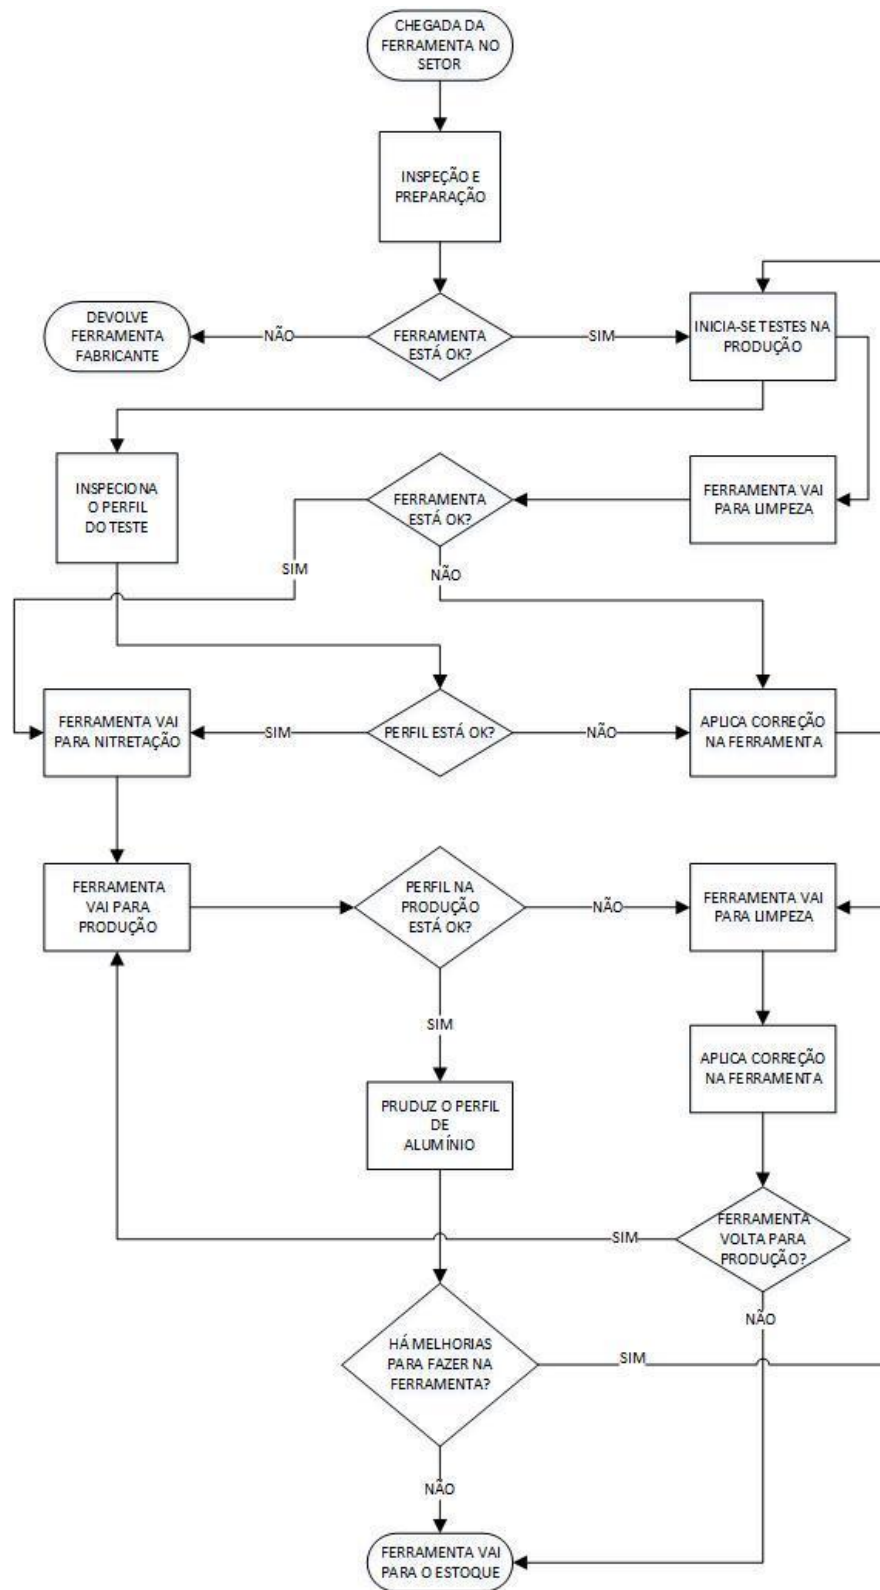 CHEGADA DA
FERRAMENTA NO
SETOR
INSPEÇÃO E
PREPARAÇÃO
DEVOLVE
FERRAMENTA
FABRICANTE
NÃO
FERRAMENTA
ESTÁ OK?
SIM
INICIA-SE TESTES NA
PRODUÇÃO
INSPECIONA
O PERFIL
DO TESTE
FERRAMENTA
ESTÁ OK?
FERRAMENTA VAI
PARA LIMPEZA
SIM
NÃO
FERRAMENTA VAI
PARA NITRETAÇÃO
SIM
PERFIL ESTÁ OK?
NÃO
APLICA CORREÇÃO
NA FERRAMENTA
FERRAMENTA
VAI PARA
PRODUÇÃO
PERFIL NA
PRODUÇÃO
ESTÁ OK?
NÃO
FERRAMENTA VAI
PARA LIMPEZA
SIM
APLICA CORREÇÃO
NA FERRAMENTA
PRUDUZ O PERFIL
DE
ALUMÍNIO
SIM
FERRAMENTA
VOLTA PARA
PRODUÇÃO?
NÃO
HÁ MELHORIAS
PARA FAZER NA
FERRAMENTA?
SIM
NÃO
FERRAMENTA VAI
PARA O ESTOQUE